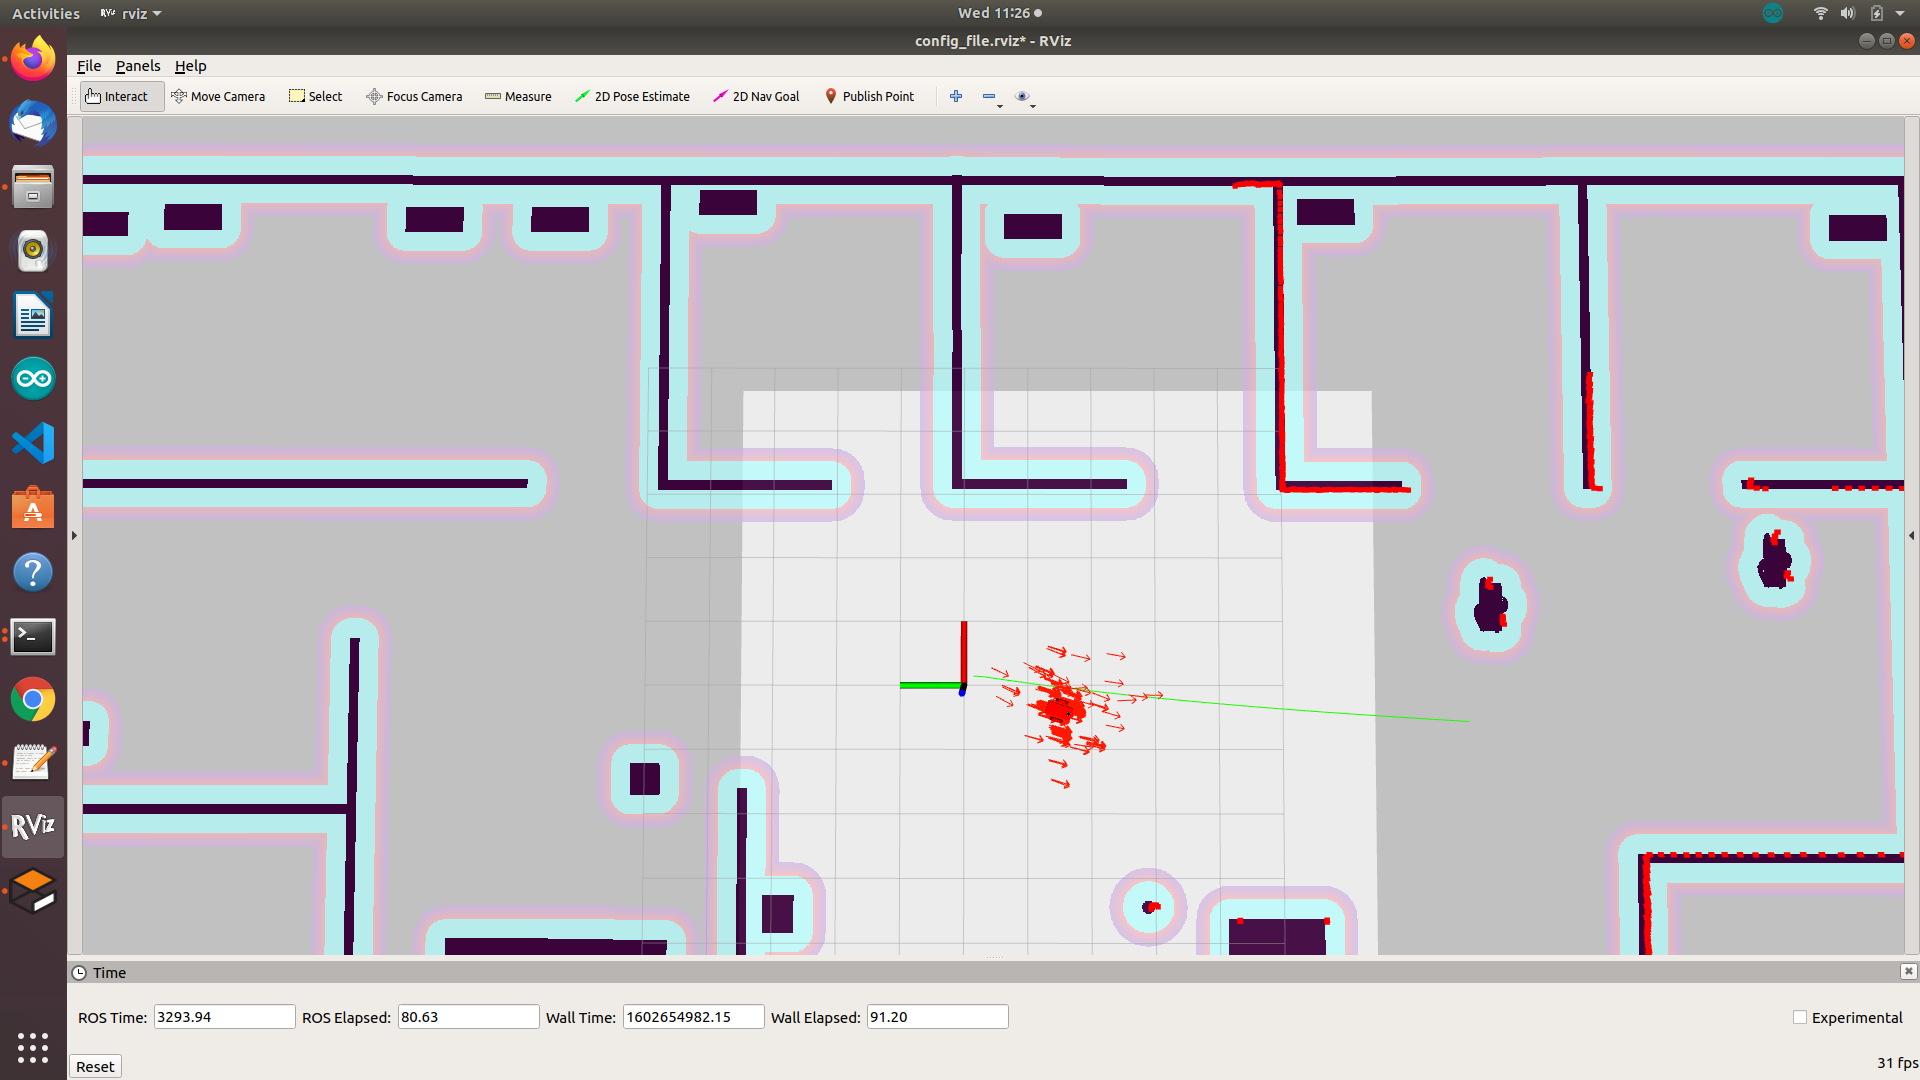 Activities RViz rviz Wed 11:26
config_file.rviz* - RViz
File Panels Help
Interact Move Camera Select Focus Camera Measure 2D Pose Estimate 2D Nav Goal Publish Point
RViz
Time
ROS Time: 3293.94 ROS Elapsed: 80.63 Wall Time: 1602654982.15 Wall Elapsed: 91.20 Experimental
Reset 31 fps